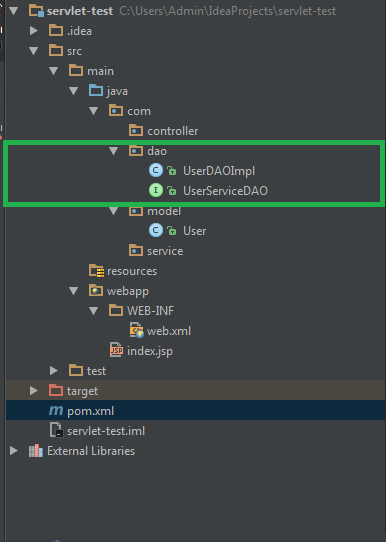 servlet-test C:\Users\Admin\IdeaProjects\servlet-test
.idea
src
main
java
com
controller
dao
C UserDAOImpl
I UserServiceDAO
model
C User
service
resources
webapp
WEB-INF
web.xml
JSP index.jsp
test
target
m pom.xml
servlet-test.iml
External Libraries